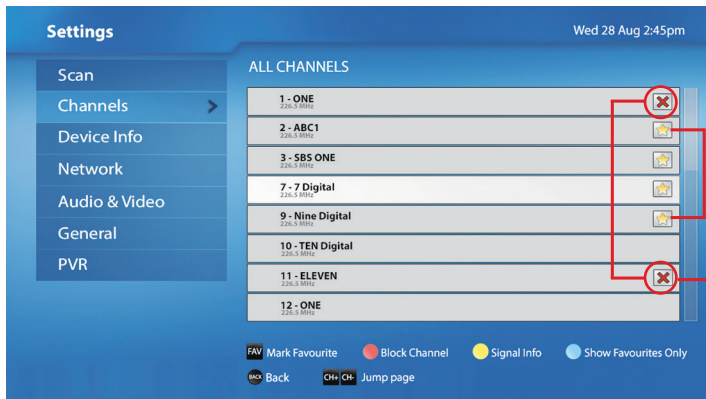 Settings
Wed 28 Aug 2:45pm
Scan
Channels
Device Info
Network
Audio & Video
General
PVR
ALL CHANNELS
1 - ONE
226.5 MHz
2 - ABC1
226.5 MHz
3 - SBS ONE
226.5 MHz
7 - 7 Digital
226.5 MHz
9 - Nine Digital
226.5 MHz
10 - TEN Digital
226.5 MHz
11 - ELEVEN
226.5 MHz
12 - ONE
226.5 MHz
FAV Mark Favourite Block Channel Signal Info Show Favourites Only
BACK Back CH+ CH- Jump page